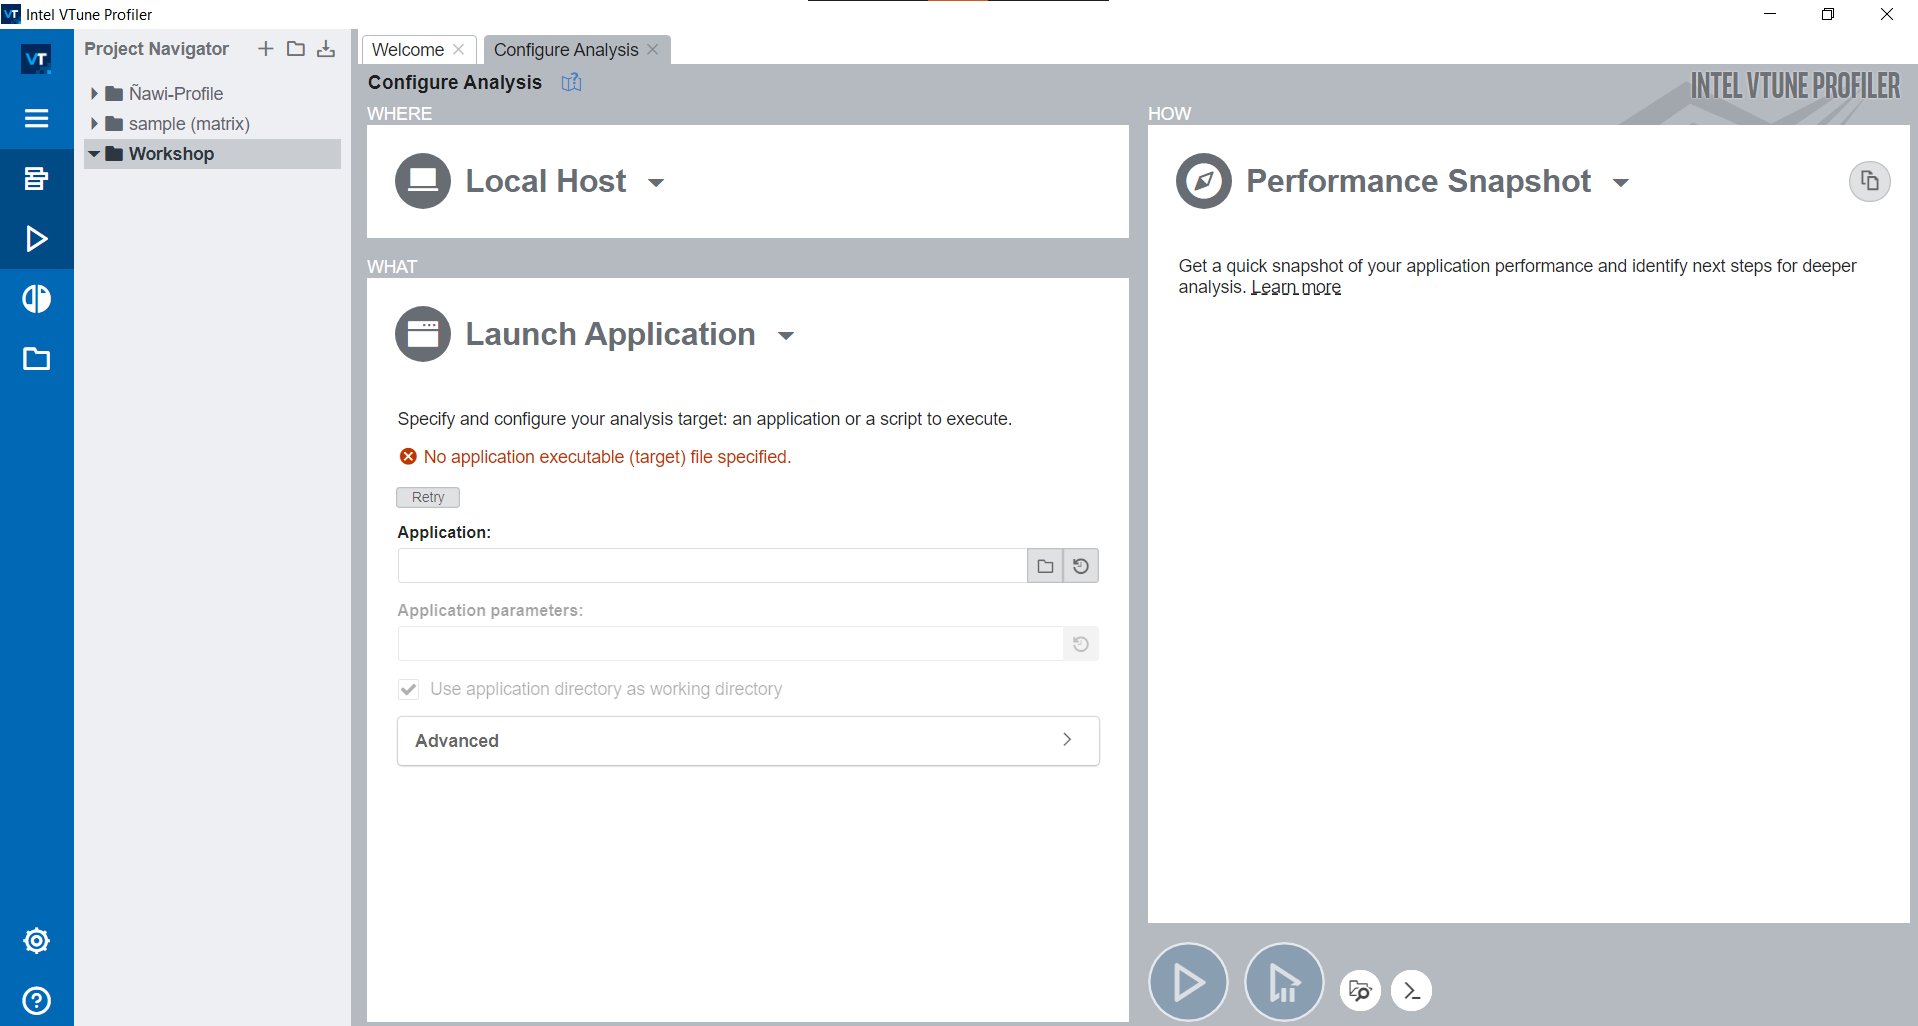 VT Intel VTune Profiler
VT
Project Navigator
Ñawi-Profile
sample (matrix)
Workshop
Welcome
Configure Analysis
Configure Analysis
INTEL VTUNE PROFILER
WHERE
Local Host
WHAT
Launch Application
Specify and configure your analysis target: an application or a script to execute.
No application executable (target) file specified.
Retry
Application:
Application parameters:
Use application directory as working directory
Advanced
HOW
Performance Snapshot
Get a quick snapshot of your application performance and identify next steps for deeper
analysis. Learn more